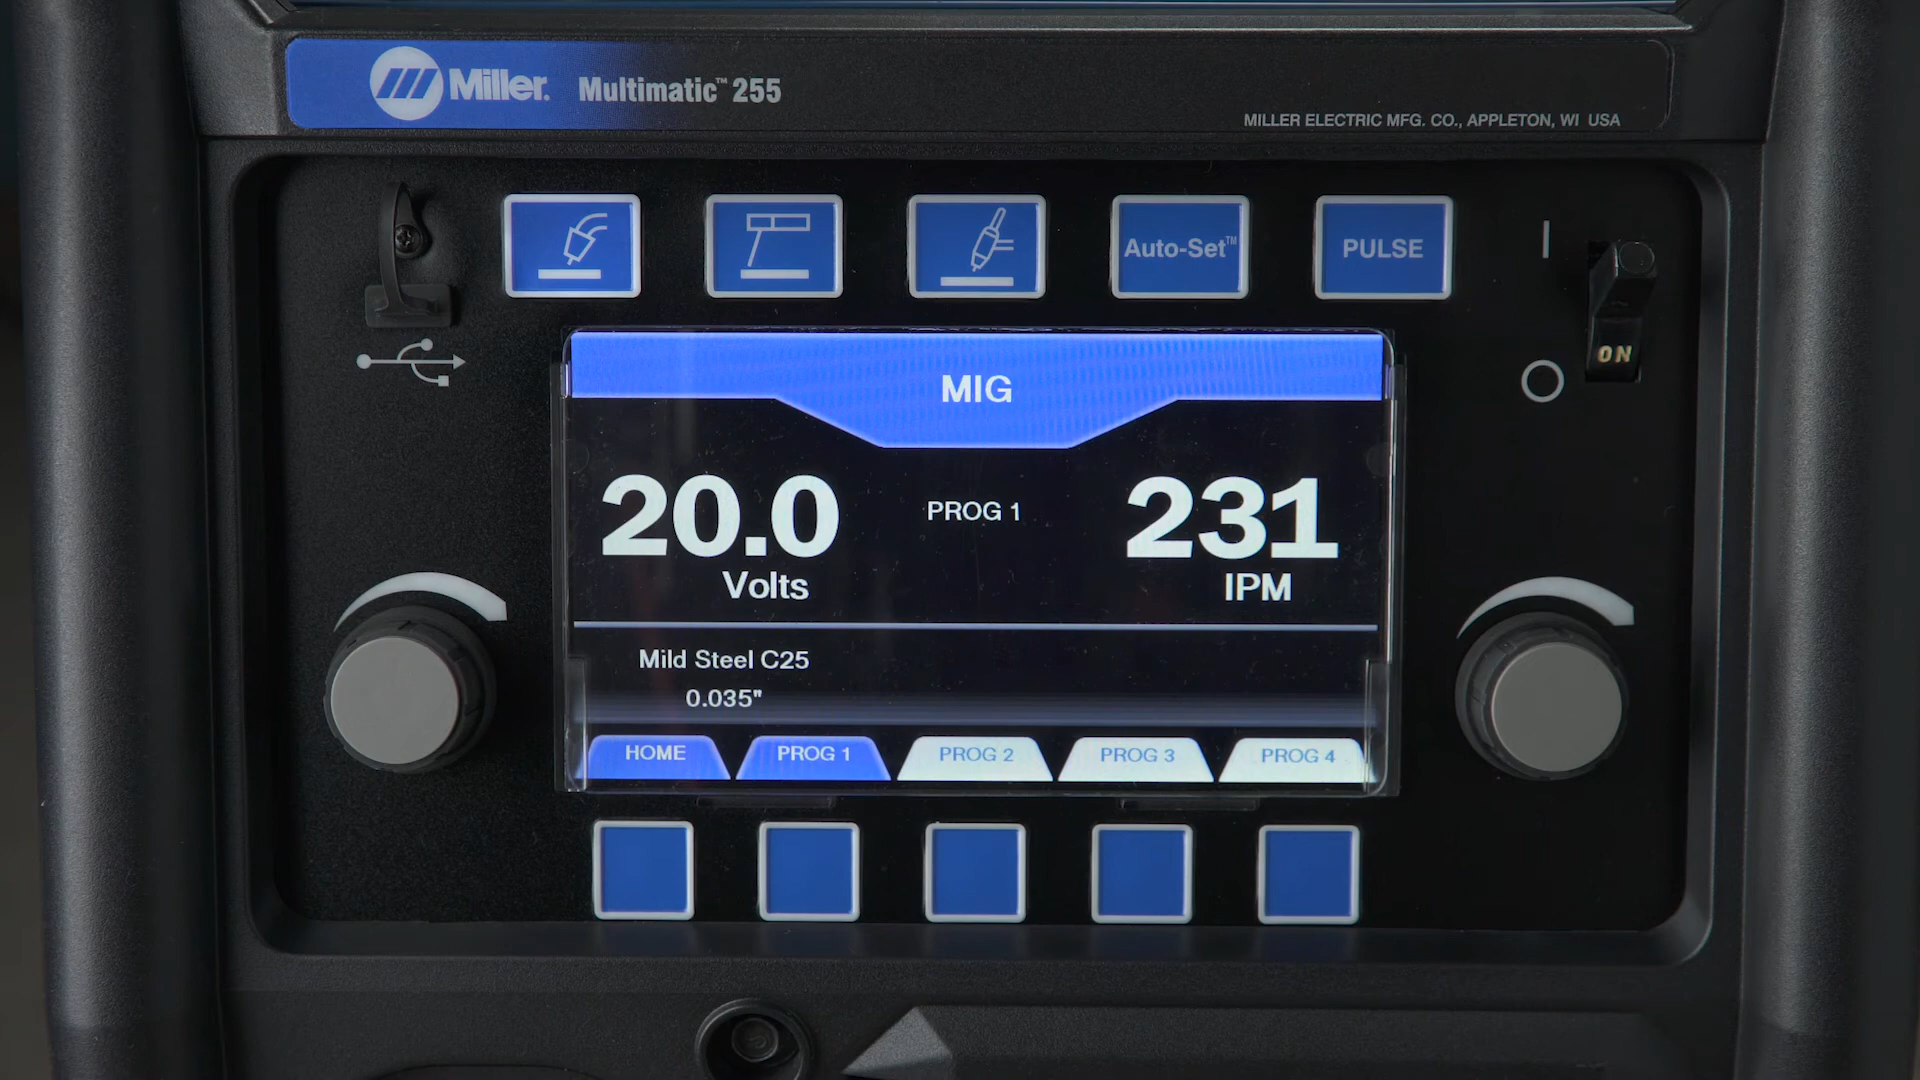 Miller. Multimatic™ 255
MILLER ELECTRIC MFG. CO., APPLETON, WI USA
Auto-Set™
PULSE
ON
MIG
20.0
PROG 1
231
Volts
IPM
Mild Steel C25
0.035"
HOME
PROG 1
PROG 2
PROG 3
PROG 4